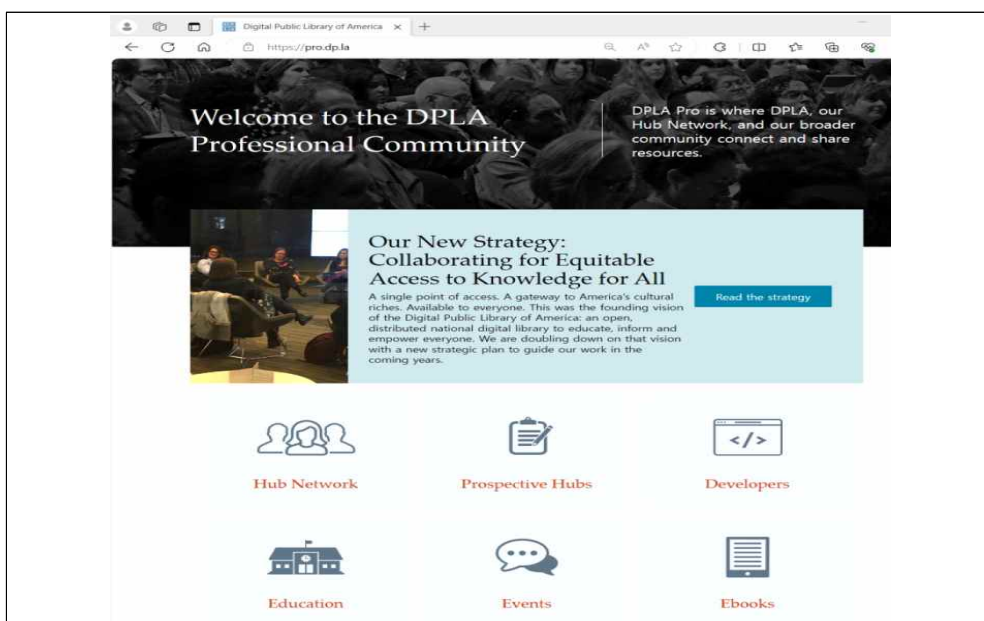 Digital Public Library of America
https://pro.dp.la
Welcome to the DPLA
Professional Community
DPLA Pro is where DPLA, our
Hub Network, and our broader
community connect and share
resources.
Our New Strategy:
Collaborating for Equitable
Access to Knowledge for All
A single point of access. A gateway to America's cultural
riches. Available to everyone. This was the founding vision
of the Digital Public Library of America: an open,
distributed national digital library to educate, inform and
empower everyone. We are doubling down on that vision
with a new strategic plan to guide our work in the
coming years.
Read the strategy
Hub Network
Prospective Hubs
</>
Developers
Education
Events
Ebooks